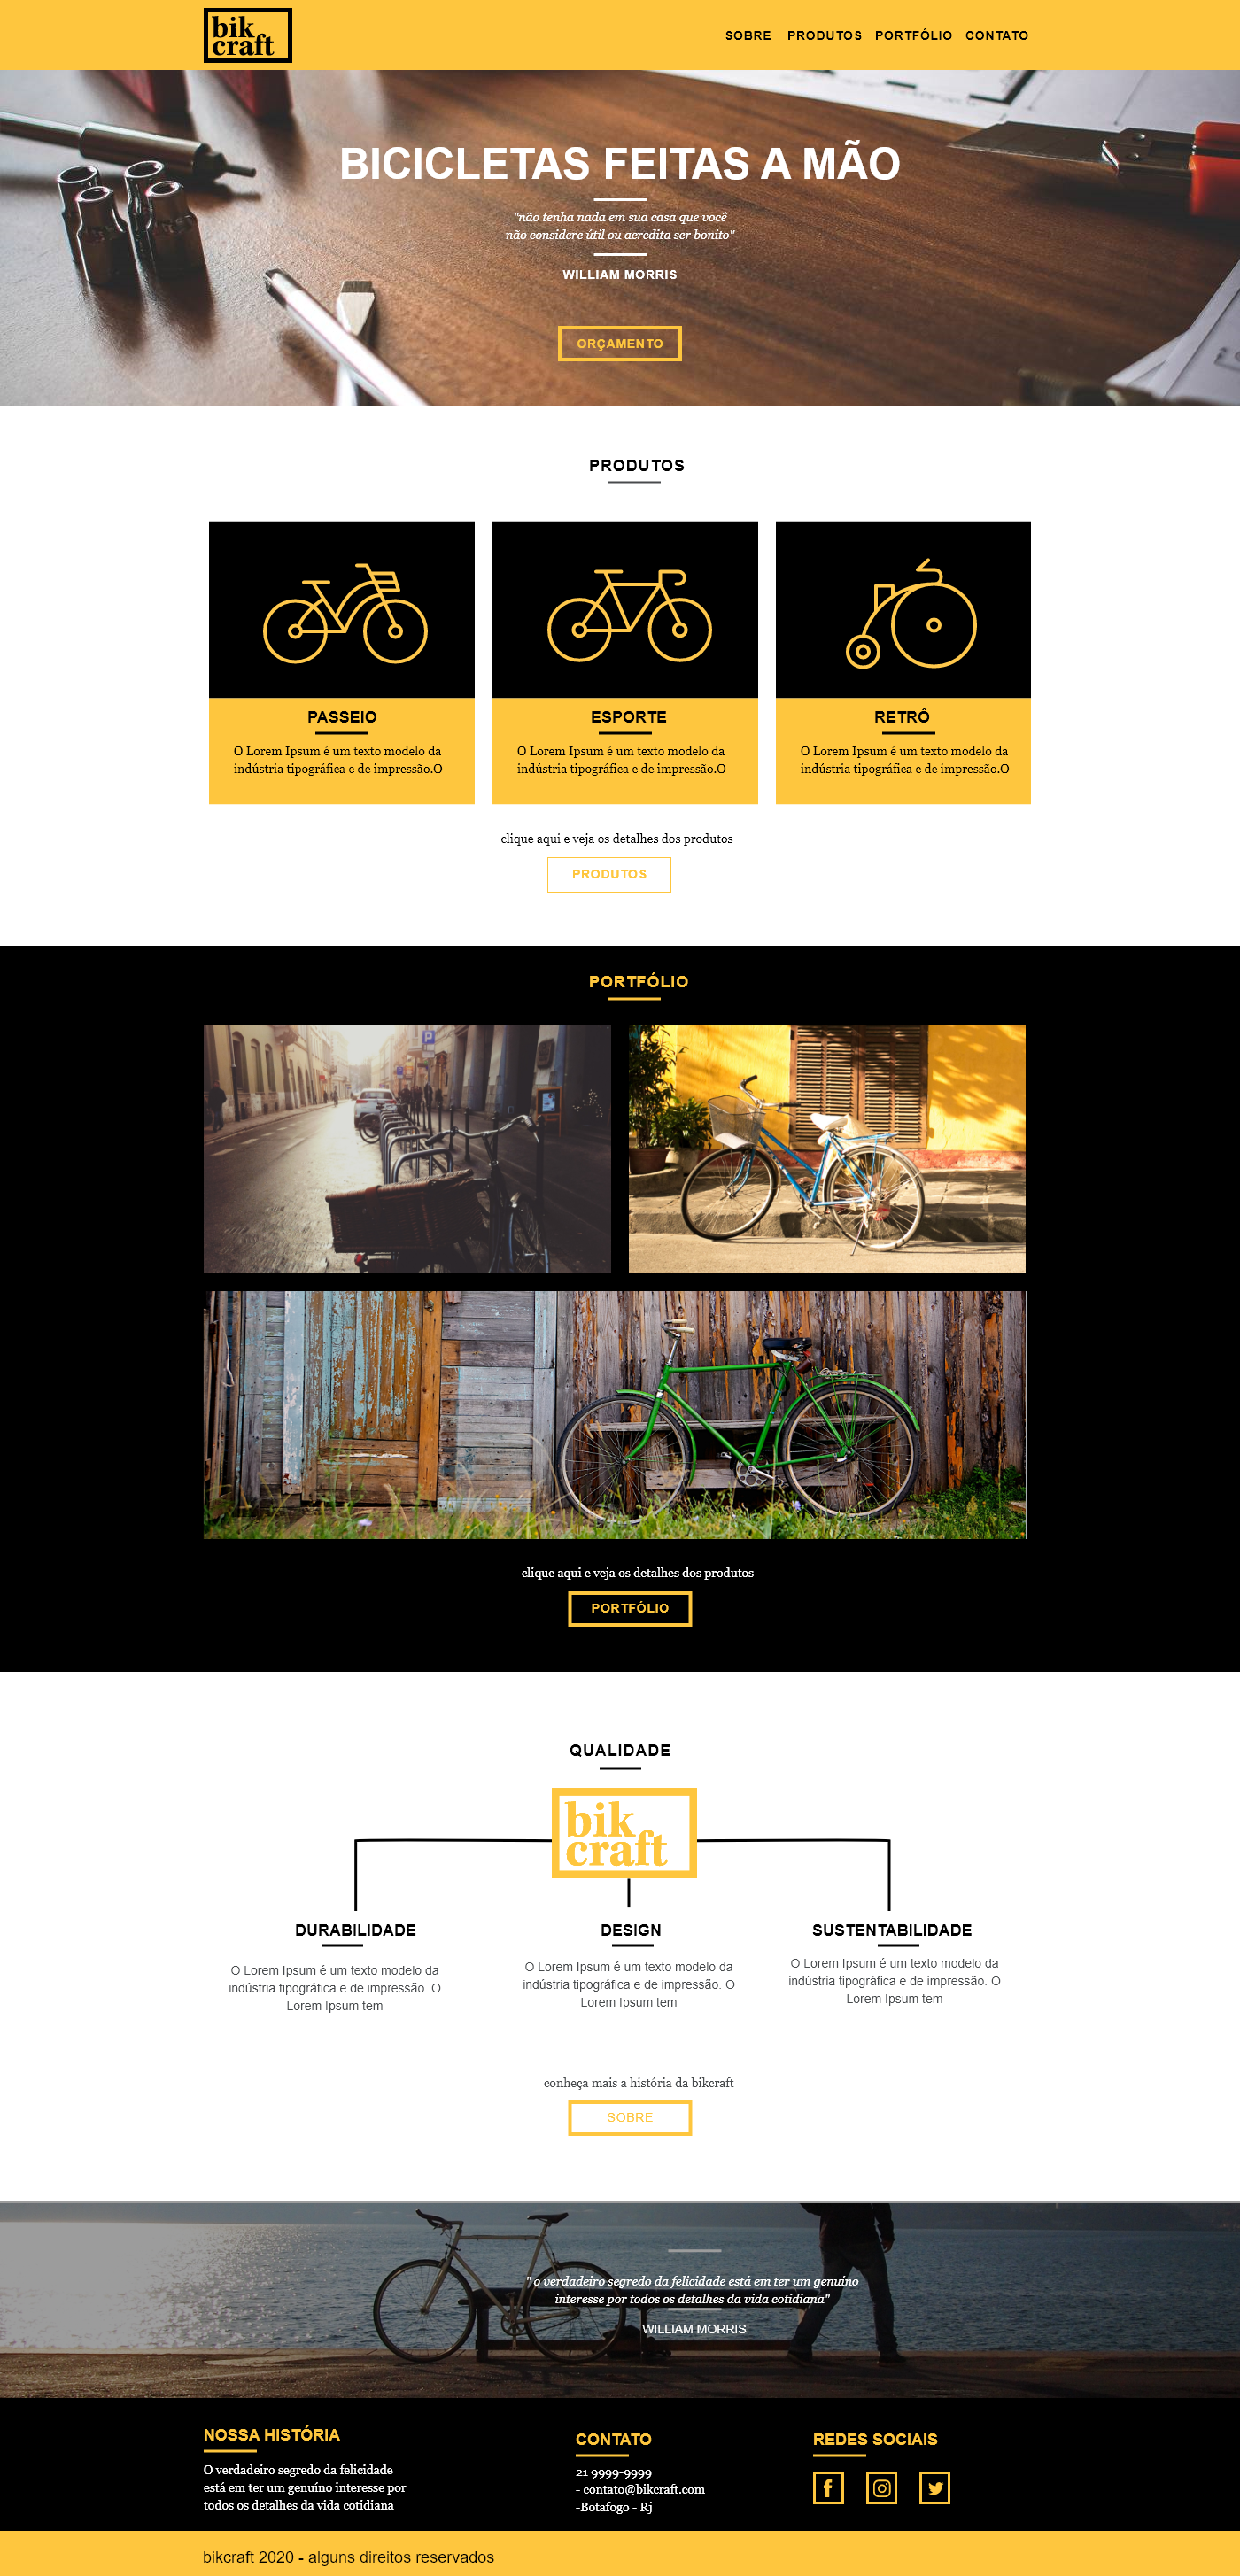 bik
craft
SOBRE PRODUTOS PORTFÓLIO CONTATO
BICICLETAS FEITAS A MÃO
"não tenha nada em sua casa que você
não considere útil ou acredita ser bonito"
WILLIAM MORRIS
ORÇAMENTO
PRODUTOS
PASSEIO
O Lorem Ipsum é um texto modelo da
indústria tipográfica e de impressão.O
ESPORTE
O Lorem Ipsum é um texto modelo da
indústria tipográfica e de impressão.O
RETRÔ
O Lorem Ipsum é um texto modelo da
indústria tipográfica e de impressão.O
clique aqui e veja os detalhes dos produtos
PRODUTOS
PORTFÓLIO
P
clique aqui e veja os detalhes dos produtos
PORTFÓLIO
QUALIDADE
bik
craft
DURABILIDADE
O Lorem Ipsum é um texto modelo da
indústria tipográfica e de impressão. O
Lorem Ipsum tem
DESIGN
O Lorem Ipsum é um texto modelo da
indústria tipográfica e de impressão. O
Lorem Ipsum tem
SUSTENTABILIDADE
O Lorem Ipsum é um texto modelo da
indústria tipográfica e de impressão. O
Lorem Ipsum tem
conheça mais a história da bikcraft
SOBRE
" o verdadeiro segredo da felicidade está em ter um genuíno
interesse por todos os detalhes da vida cotidiana"
WILLIAM MORRIS
NOSSA HISTÓRIA
O verdadeiro segredo da felicidade
está em ter um genuíno interesse por
todos os detalhes da vida cotidiana
CONTATO
21 9999-9999
- contato@bikcraft.com
-Botafogo - Rj
REDES SOCIAIS
bikcraft 2020 - alguns direitos reservados